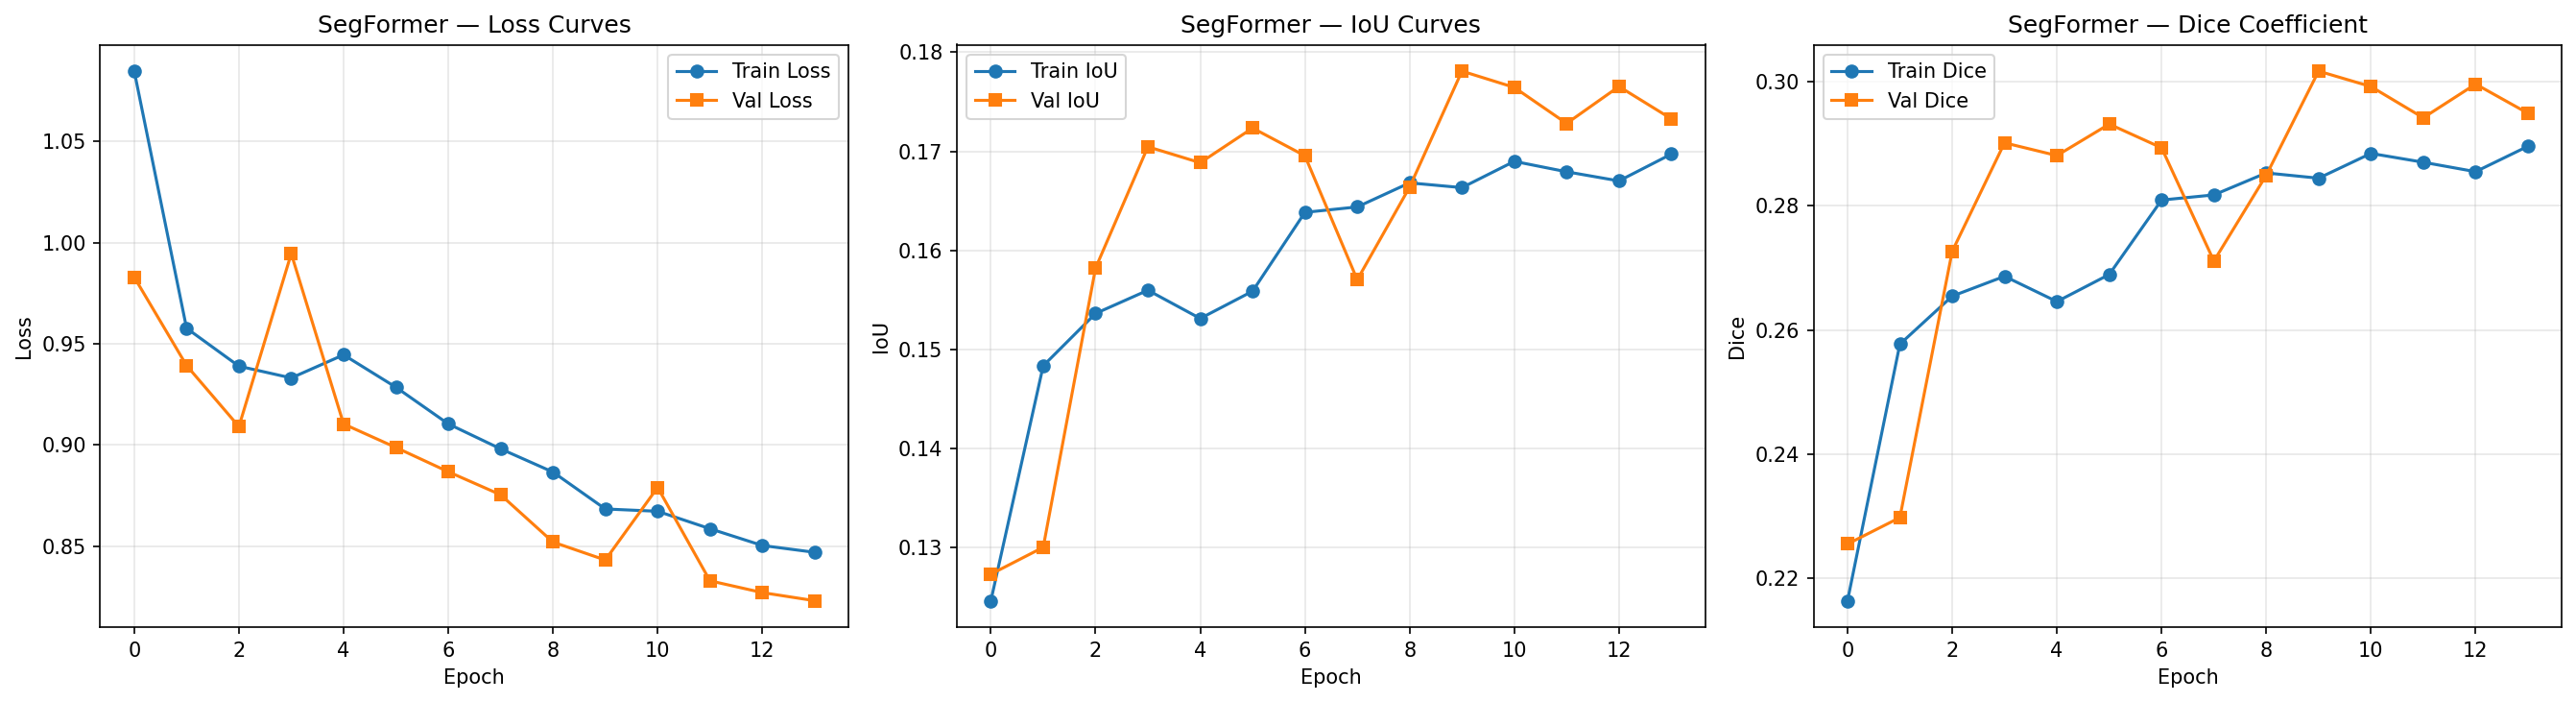 SegFormer — Loss Curves
Train Loss
Val Loss
1.05
1.00
0.95
0.90
0.85
Loss
0 2 4 6 8 10 12
Epoch
SegFormer — IoU Curves
Train IoU
Val IoU
0.18
0.17
0.16
0.15
0.14
0.13
IoU
0 2 4 6 8 10 12
Epoch
SegFormer — Dice Coefficient
Train Dice
Val Dice
0.30
0.28
0.26
0.24
0.22
Dice
0 2 4 6 8 10 12
Epoch